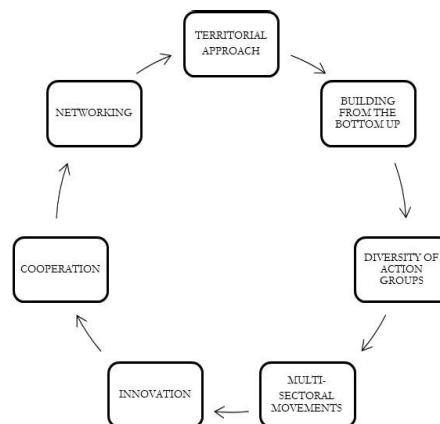 TERRITORIAL
APPROACH
BUILDING
FROM THE
BOTTOM UP
DIVERSITY OF
ACTION
GROUPS
MULTI-
SECTORAL
MOVEMENTS
INNOVATION
COOPERATION
NETWORKING